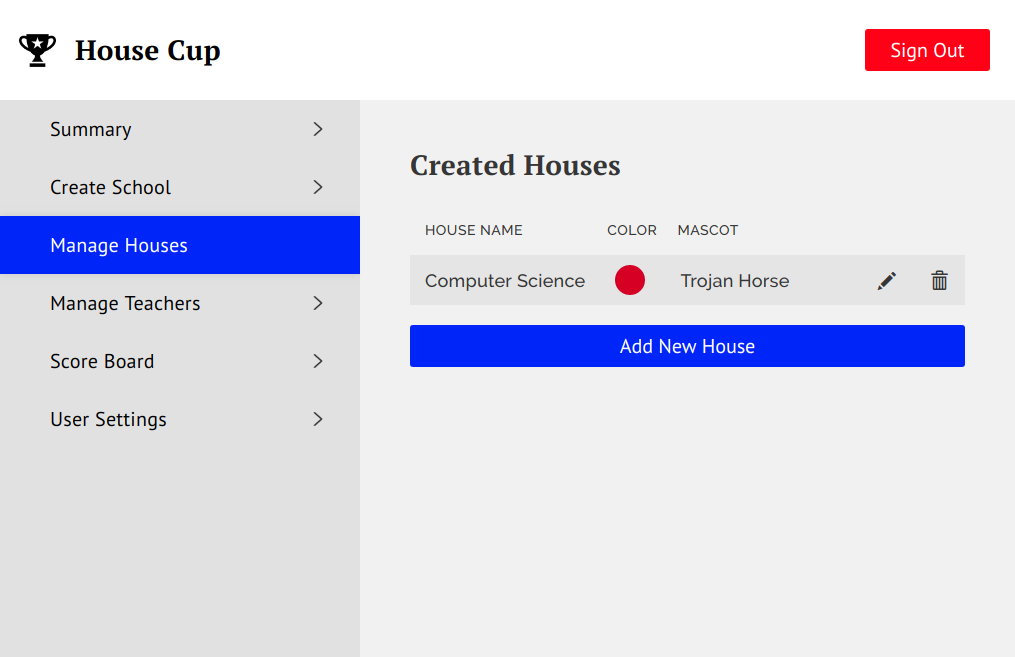 House Cup
Sign Out
Summary
Create School
Manage Houses
Manage Teachers
Score Board
User Settings
Created Houses
HOUSE NAME COLOR MASCOT
Computer Science Trojan Horse
Add New House